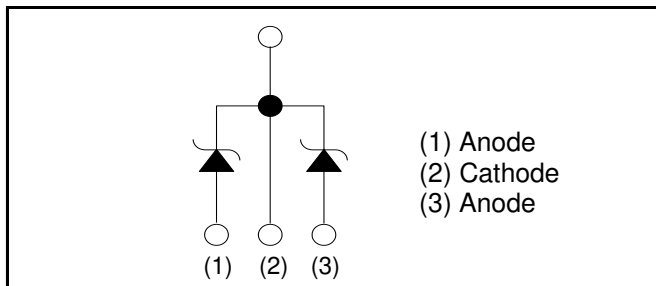 (1) Anode
(2) Cathode
(3) Anode
(1) (2) (3)